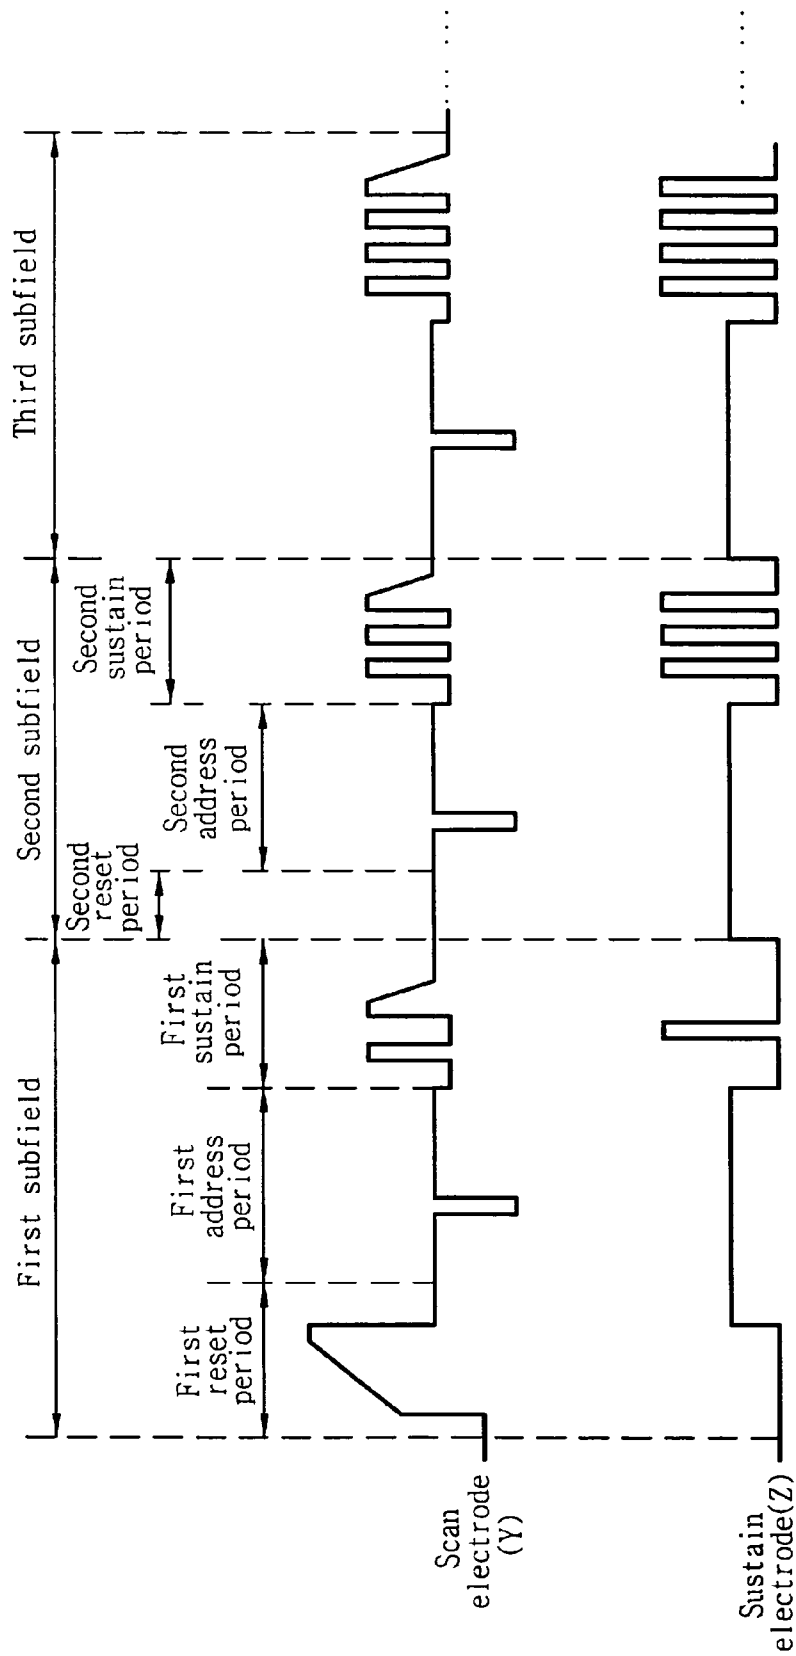 First subfield
Second subfield
Third subfield
First
reset
period
First
address
period
First
sustain
period
Second
reset
period
Second
address
period
Second
sustain
period
Scan
electrode
(Y)
Sustain
electrode(Z)